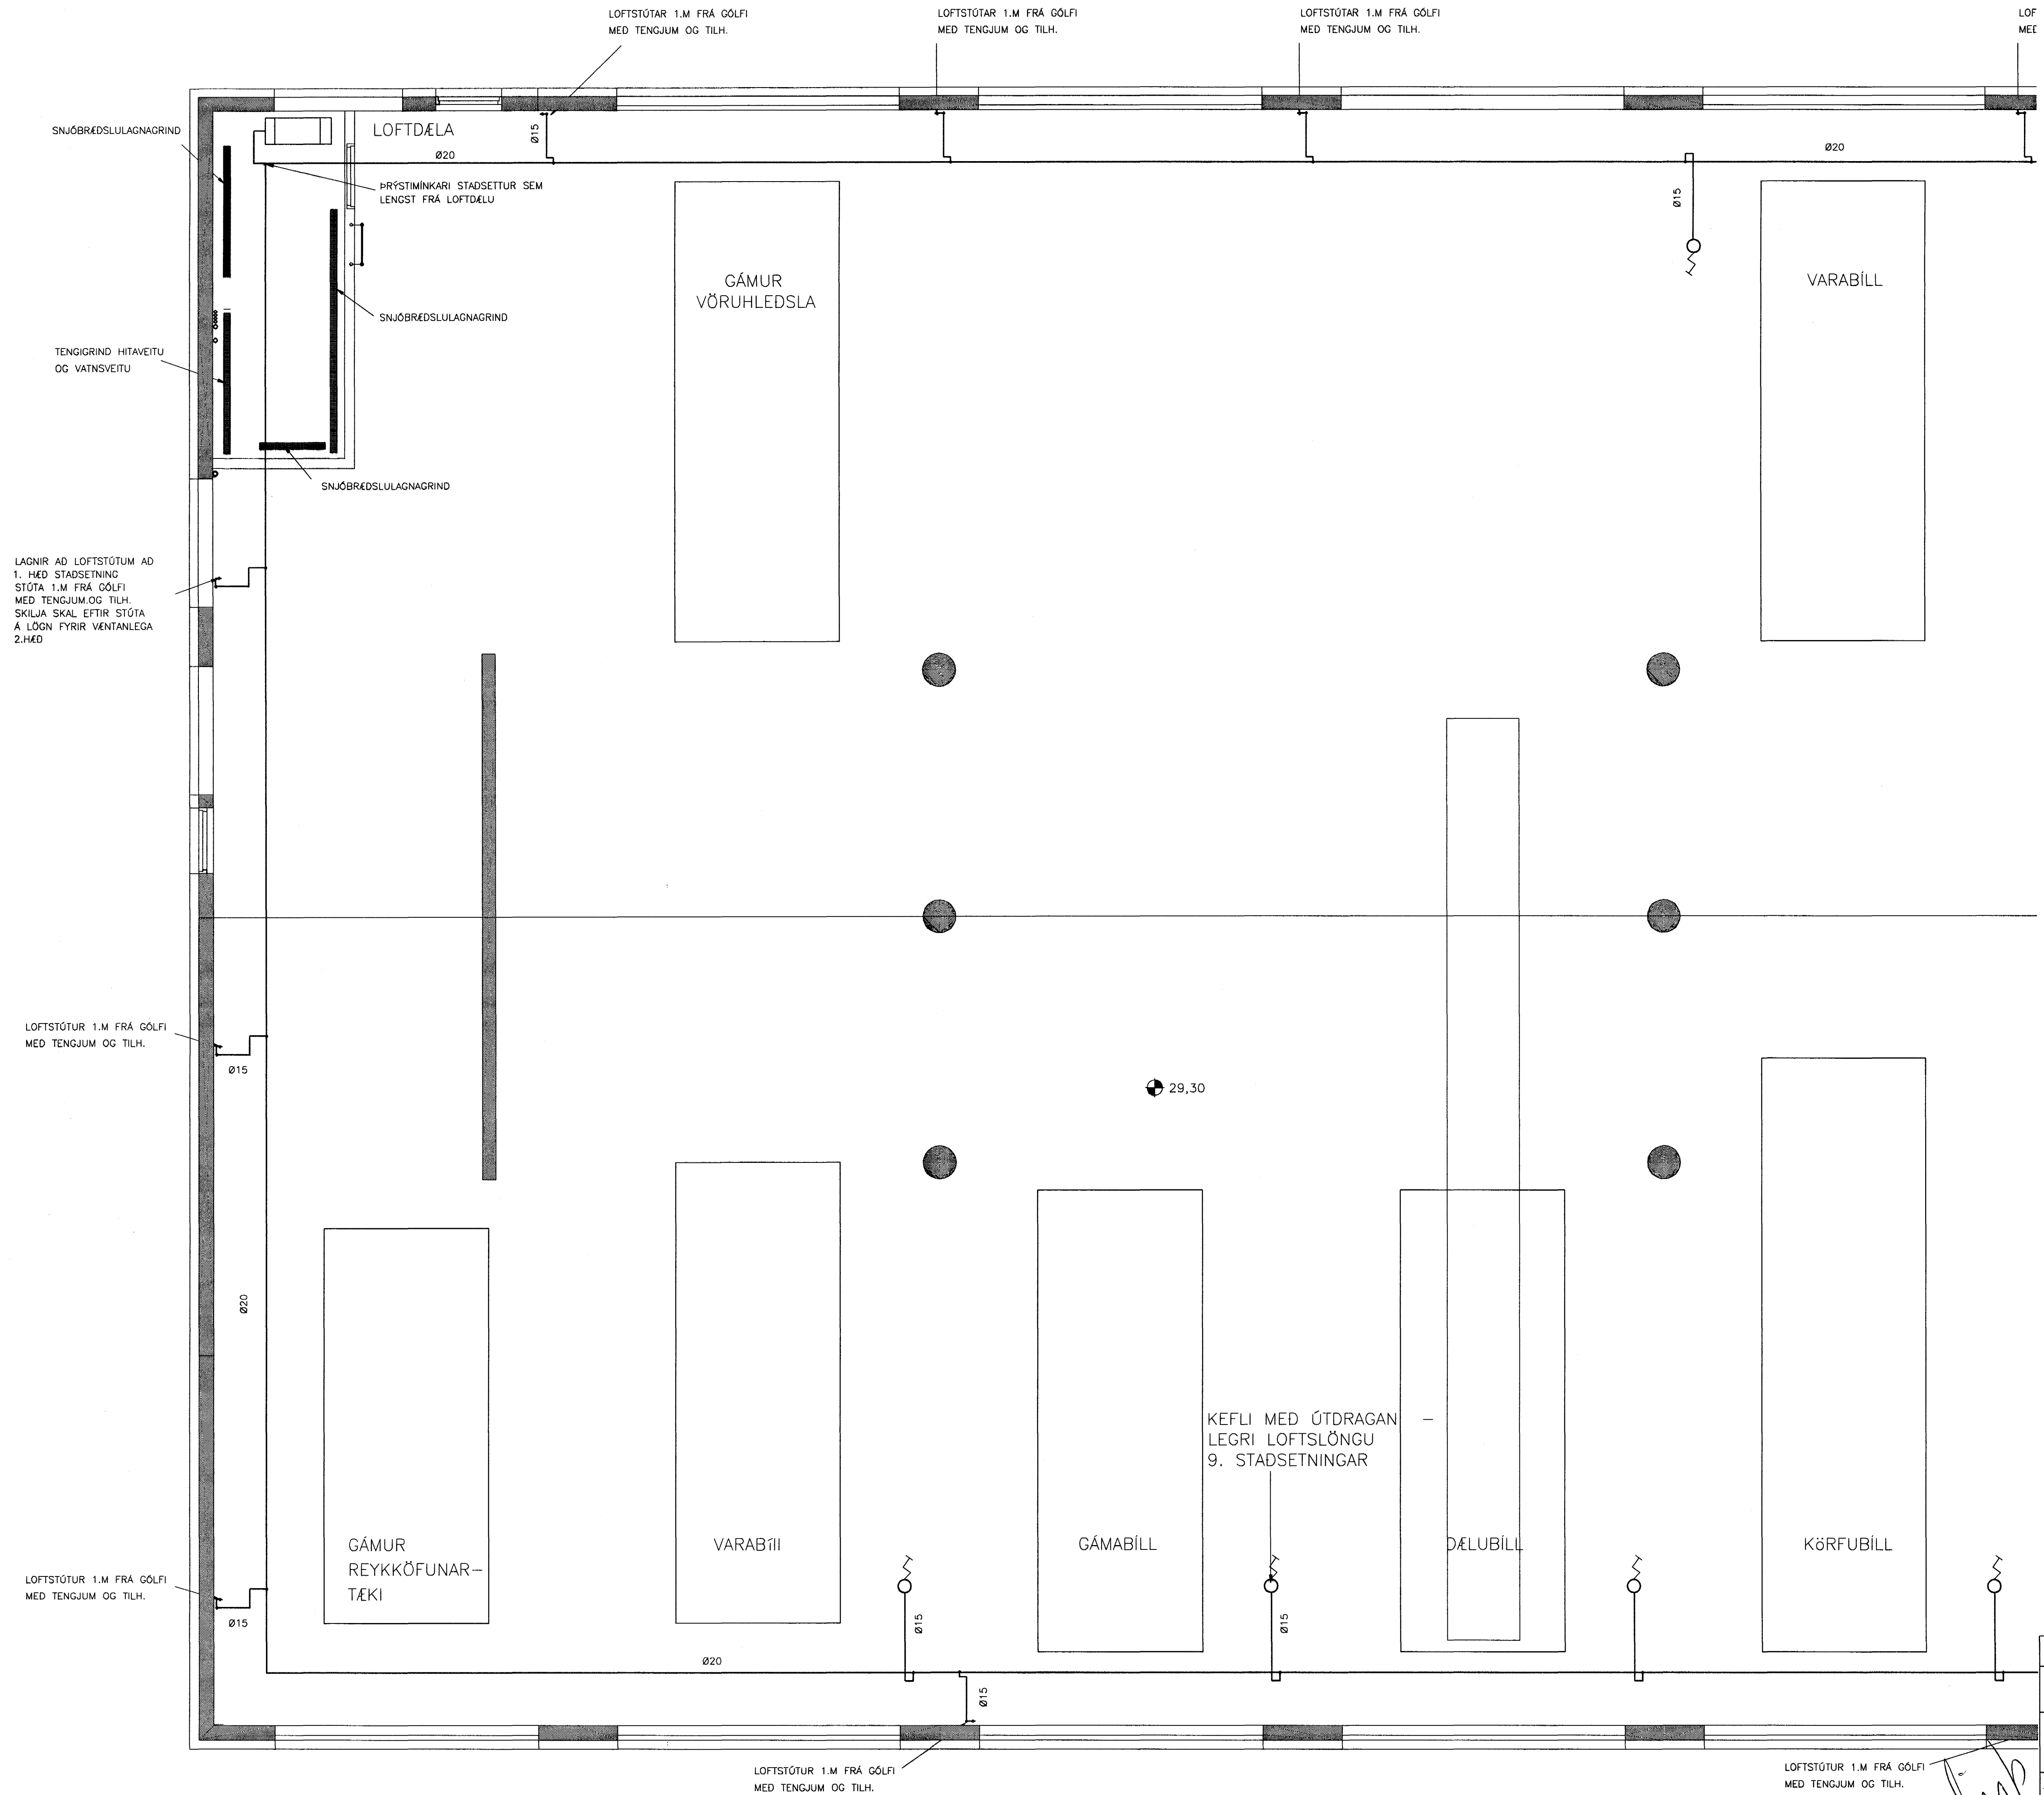 LOFTSTÚTAR 1.M FRÁ GÓLFI
MED TENGJUM OG TILH.
LOFTSTÚTAR 1.M FRÁ GÓLFI
MED TENGJUM OG TILH.
LOFTSTÚTAR 1.M FRÁ GÓLFI
MED TENGJUM OG TILH.
LOF
MED
SNJÓBRÆDSLULAGNAGRIND
LOFTDÆLA
Ø15
Ø20
Ø20
ÞRÝSTIMÍNKARI STADSETTUR SEM
LENGST FRÁ LOFTDÆLU
Ø15
GÁMUR
VÖRUHLEÐSLA
VARABÍLL
SNJÓBRÆDSLULAGNAGRIND
TENGIGRIND HITAVEITU
OG VATNSVEITU
SNJÓBRÆDSLULAGNAGRIND
LAGNIR AD LOFTSTÚTUM AD
1. HÆD STADSETNING
STÚTA 1.M FRÁ GÓLFI
MED TENGJUM.OG TILH.
SKILJA SKAL EFTIR STÚTA
Á LÖGN FYRIR VÆNTANLEGA
2.HÆD
LOFTSTÚTUR 1.M FRÁ GÓLFI
MED TENGJUM OG TILH.
Ø15
29,30
Ø20
KEFLI MEÐ ÚTDRAGAN –
LEGRI LOFTSLÖNGU
9. STAÐSETNINGAR
GÁMUR
REYKKÖFUNAR–
TÆKI
VARABíll
GÁMABÍLL
DÆLUBÍLL
KöRFUBÍLL
LOFTSTÚTUR 1.M FRÁ GÓLFI
MED TENGJUM OG TILH.
Ø15
Ø15
Ø15
Ø20
Ø15
LOFTSTÚTUR 1.M FRÁ GÓLFI
MED TENGJUM OG TILH.
LOFTSTÚTUR 1.M FRÁ GÓLFI
MED TENGJUM OG TILH.